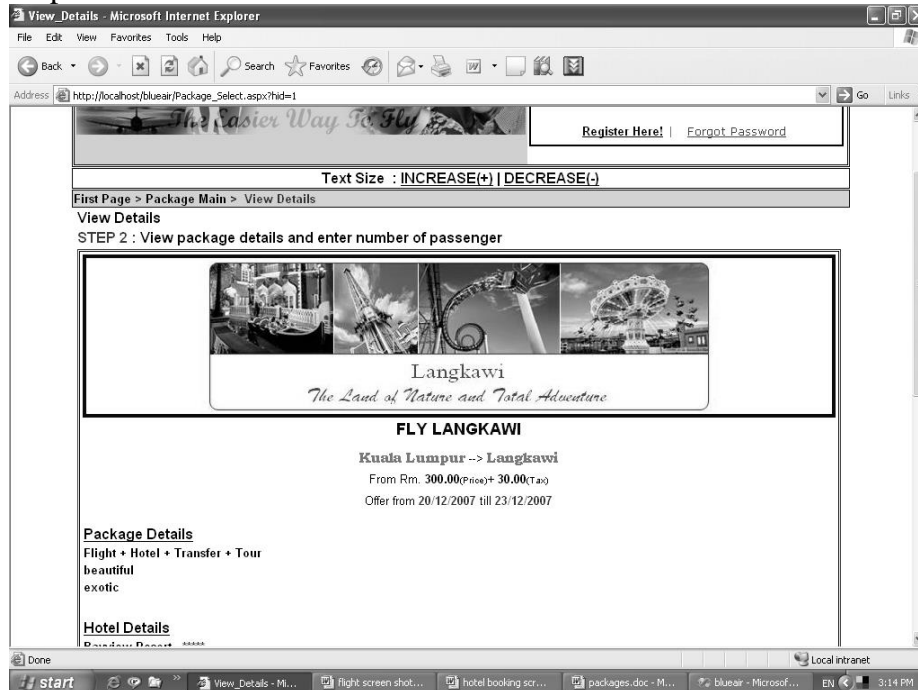 View_Details - Microsoft Internet Explorer
File Edit View Favorites Tools Help
Back Search Favorites
Address http://localhost/blueair/Package_Select.aspx?hid=1 Go Links
The Easier Way To Fly
Register Here! | Forgot Password
Text Size : INCREASE(+) | DECREASE(-)
First Page > Package Main > View Details
View Details
STEP 2 : View package details and enter number of passenger
Langkawi
The Land of Nature and Total Adventure
FLY LANGKAWI
Kuala Lumpur --> Langkawi
From Rm. 300.00(Price)+ 30.00(Tax)
Offer from 20/12/2007 till 23/12/2007
Package Details
Flight + Hotel + Transfer + Tour
beautiful
exotic
Hotel Details
Resort *****
Done Local intranet
start View_Details - Mi... flight screen shot... hotel booking scr... packages.doc - M... blueair - Microsof... EN 3:14 PM